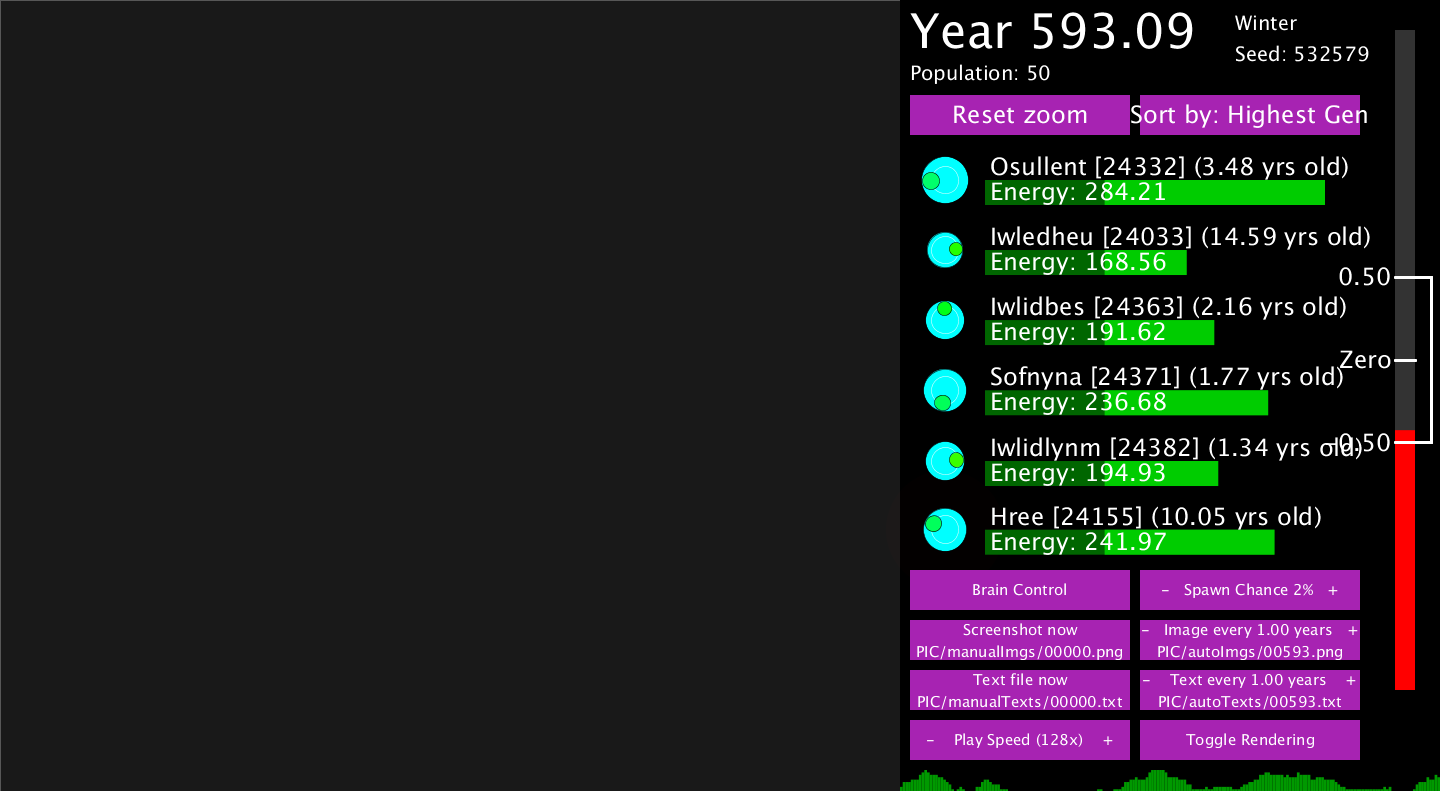 Year 593.09
Winter
Seed: 532579
Population: 50
Reset zoom
Sort by: Highest Gen
Osullent [24332] (3.48 yrs old)
Energy: 284.21
Iwledheu [24033] (14.59 yrs old)
Energy: 168.56
0.50
Iwlidbes [24363] (2.16 yrs old)
Energy: 191.62
Zero
Sofnyna [24371] (1.77 yrs old)
Energy: 236.68
Iwlidlynm [24382] (1.34 yrs old)
-0.50
Energy: 194.93
Hree [24155] (10.05 yrs old)
Energy: 241.97
Brain Control
- Spawn Chance 2% +
Screenshot now
PIC/manualImgs/00000.png
- Image every 1.00 years +
PIC/autoImgs/00593.png
Text file now
PIC/manualTexts/00000.txt
- Text every 1.00 years +
PIC/autoTexts/00593.txt
- Play Speed (128x) +
Toggle Rendering